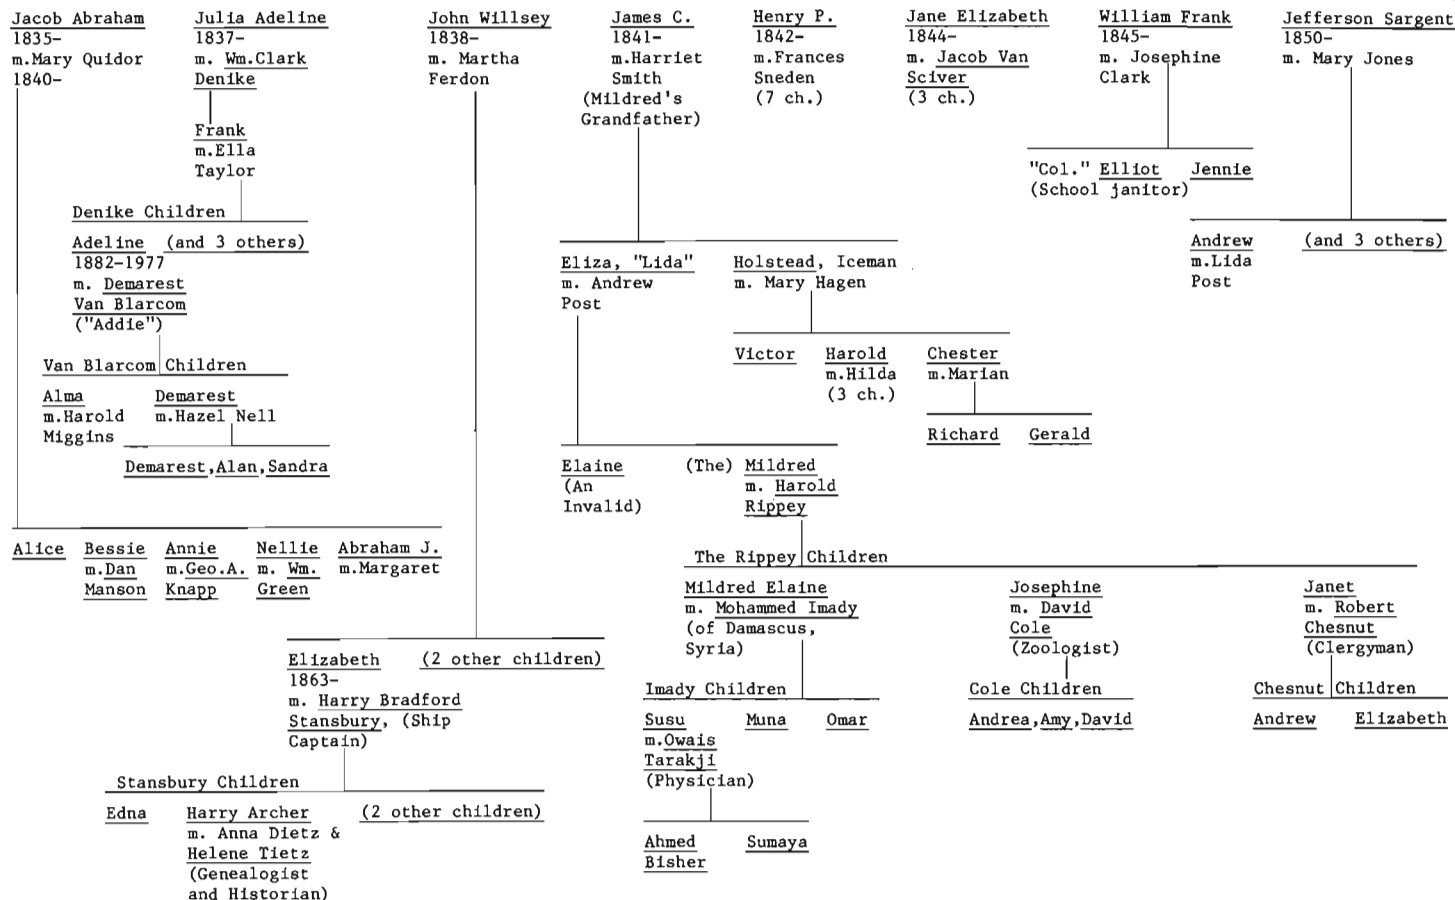 Jacob Abraham
1835-
m.Mary Quidor
1840-
Julia Adeline
1837-
m. Wm.Clark
Denike
John Willsey
1838-
m. Martha
Ferdon
James C.
1841-
m.Harriet
Smith
(Mildred's
Grandfather)
Henry P.
1842-
m.Frances
Sneden
(7 ch.)
Jane Elizabeth
1844-
m. Jacob Van
Sciver
(3 ch.)
William Frank
1845-
m. Josephine
Clark
Jefferson Sargent
1850-
m. Mary Jones
Frank
m.Ella
Taylor
"Col." Elliot
(School janitor)
Jennie
Denike Children
Adeline
1882-1977
m. Demarest
Van Blarcom
("Addie")
(and 3 others)
Eliza, "Lida"
m. Andrew
Post
Holstead, Iceman
m. Mary Hagen
Andrew
m.Lida
Post
(and 3 others)
Van Blarcom Children
Alma
m.Harold
Miggins
Demarest
m.Hazel Nell
Victor
Harold
m.Hilda
(3 ch.)
Chester
m.Marian
Richard
Gerald
Demarest,Alan,Sandra
Elaine
(An
Invalid)
(The) Mildred
m. Harold
Rippey
Alice
Bessie
m.Dan
Manson
Annie
m.Geo.A.
Knapp
Nellie
m. Wm.
Green
Abraham J.
m.Margaret
The Rippey Children
Mildred Elaine
m. Mohammed Imady
(of Damascus,
Syria)
Josephine
m. David
Cole
(Zoologist)
Janet
m. Robert
Chesnut
(Clergyman)
Elizabeth
1863-
m. Harry Bradford
Stansbury, (Ship
Captain)
(2 other children)
Imady Children
Susu
m.Owais
Tarakji
(Physician)
Muna
Omar
Cole Children
Andrea,Amy,David
Chesnut Children
Andrew
Elizabeth
Stansbury Children
Edna
Harry Archer
m. Anna Dietz &
Helene Tietz
(Genealogist
and Historian)
(2 other children)
Ahmed
Bisher
Sumaya